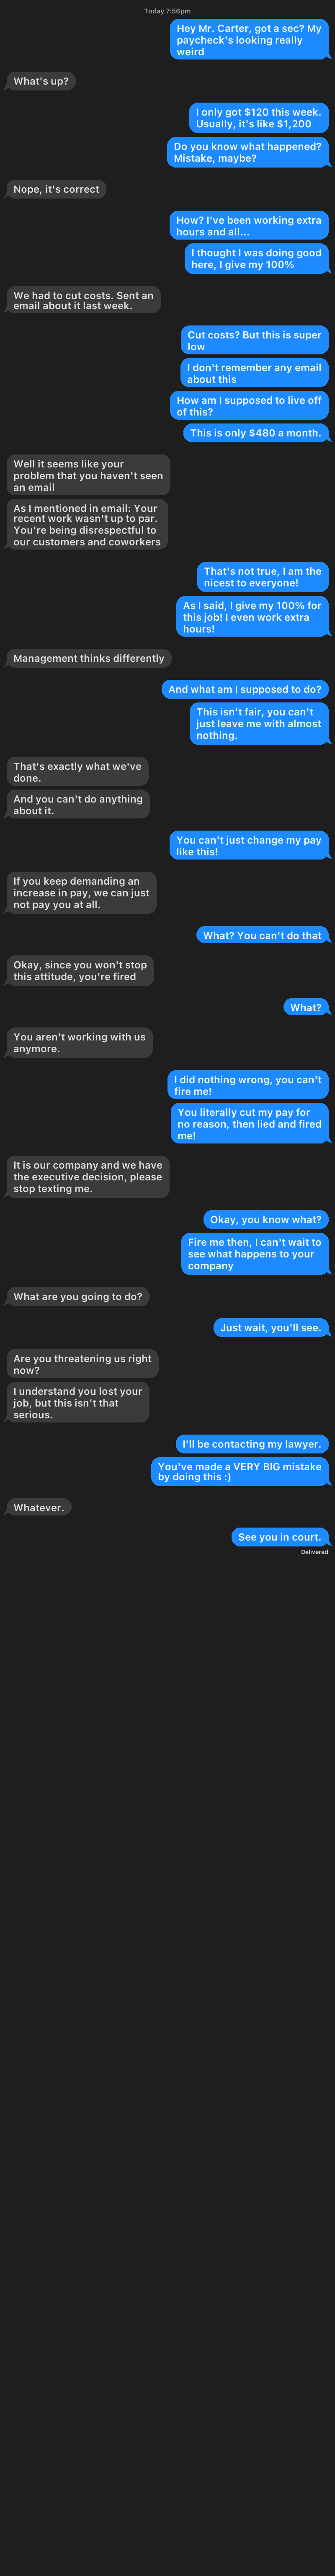 Today 7:56pm
Hey Mr. Carter, got a sec? My
paycheck's looking really
weird
What's up?
I only got $120 this week.
Usually, it's like $1,200
Do you know what happened?
Mistake, maybe?
Nope, it's correct
How? I've been working extra
hours and all...
I thought I was doing good
here, I give my 100%
We had to cut costs. Sent an
email about it last week.
Cut costs? But this is super
low
I don't remember any email
about this
How am I supposed to live off
of this?
This is only $480 a month.
Well it seems like your
problem that you haven't seen
an email
As I mentioned in email: Your
recent work wasn't up to par.
You're being disrespectful to
our customers and coworkers
That's not true, I am the
nicest to everyone!
As I said, I give my 100% for
this job! I even work extra
hours!
Management thinks differently
And what am I supposed to do?
This isn't fair, you can't
just leave me with almost
nothing.
That's exactly what we've
done.
And you can't do anything
about it.
You can't just change my pay
like this!
If you keep demanding an
increase in pay, we can just
not pay you at all.
What? You can't do that
Okay, since you won't stop
this attitude, you're fired
What?
You aren't working with us
anymore.
I did nothing wrong, you can't
fire me!
You literally cut my pay for
no reason, then lied and fired
me!
It is our company and we have
the executive decision, please
stop texting me.
Okay, you know what?
Fire me then, I can't wait to
see what happens to your
company
What are you going to do?
Just wait, you'll see.
Are you threatening us right
now?
I understand you lost your
job, but this isn't that
serious.
I'll be contacting my lawyer.
You've made a VERY BIG mistake
by doing this :)
Whatever.
See you in court.
Delivered